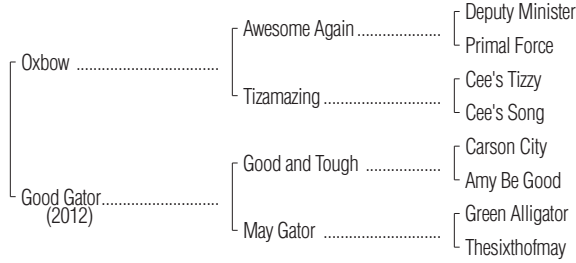 Deputy Minister
Awesome Again ....................
Primal Force
Oxbow ...................................
Cee's Tizzy
Tizamazing .............................
Cee's Song
Carson City
Good and Tough ..................
Amy Be Good
Good Gator.............................
(2012)
Green Alligator
May Gator .............................
Thesixthofmay